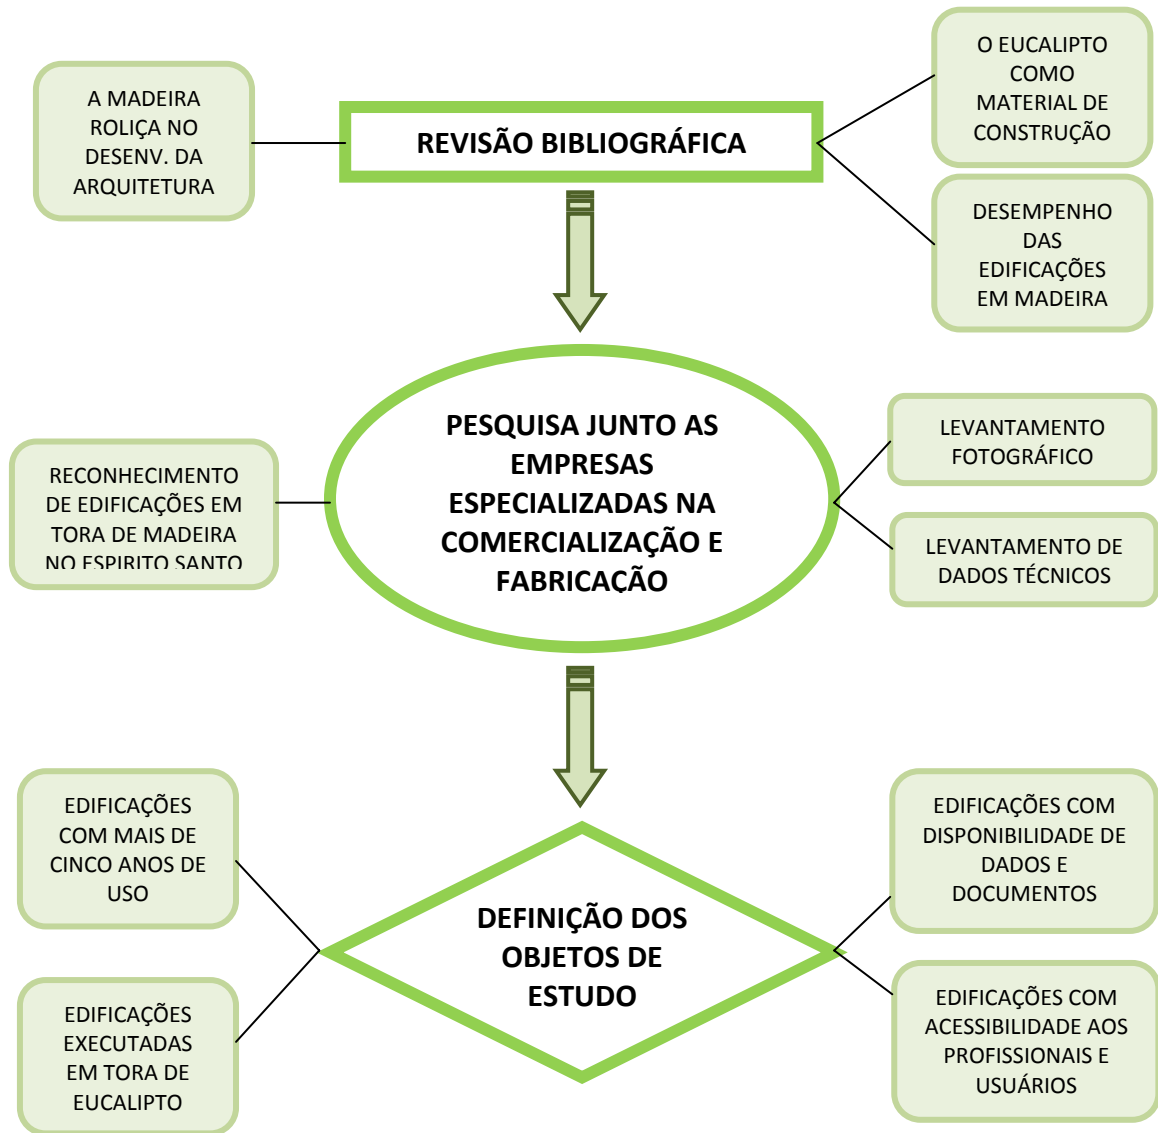 A MADEIRA
ROLIÇA NO
DESENV. DA
ARQUITETURA
REVISÃO BIBLIOGRÁFICA
O EUCALIPTO
COMO
MATERIAL DE
CONSTRUÇÃO
DESEMPENHO
DAS
EDIFICAÇÕES
EM MADEIRA
RECONHECIMENTO
DE EDIFICAÇÕES EM
TORA DE MADEIRA
NO ESPIRITO SANTO
PESQUISA JUNTO AS
EMPRESAS
ESPECIALIZADAS NA
COMERCIALIZAÇÃO E
FABRICAÇÃO
LEVANTAMENTO
FOTOGRÁFICO
LEVANTAMENTO DE
DADOS TÉCNICOS
EDIFICAÇÕES
COM MAIS DE
CINCO ANOS DE
USO
EDIFICAÇÕES
EXECUTADAS
EM TORA DE
EUCALIPTO
DEFINIÇÃO DOS
OBJETOS DE
ESTUDO
EDIFICAÇÕES COM
DISPONIBILIDADE DE
DADOS E
DOCUMENTOS
EDIFICAÇÕES COM
ACESSIBILIDADE AOS
PROFISSIONAIS E
USUÁRIOS